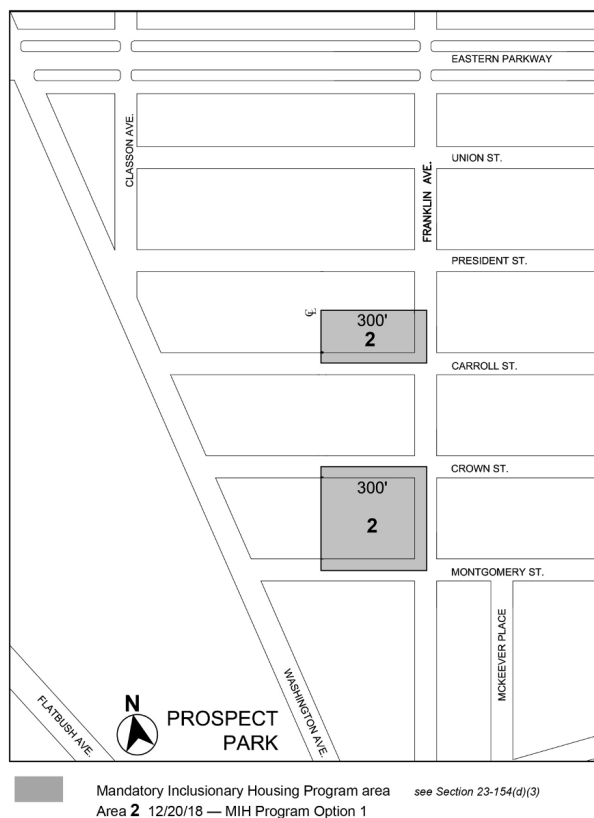 EASTERN PARKWAY
CLASSON AVE.
UNION ST.
FRANKLIN AVE.
PRESIDENT ST.
℄
300'
2
CARROLL ST.
CROWN ST.
300'
2
MONTGOMERY ST.
MCKEEVER PLACE
WASHINGTON AVE.
FLATBUSH AVE.
N
PROSPECT
PARK
Mandatory Inclusionary Housing Program area see Section 23-154(d)(3)
Area 2 12/20/18 — MIH Program Option 1